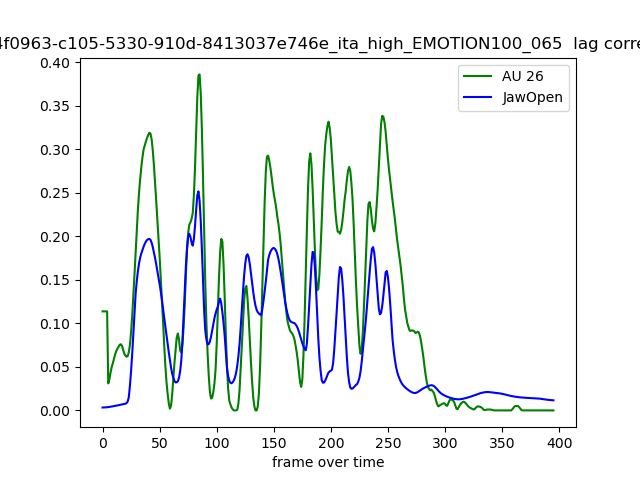 4f0963-c105-5330-910d-8413037e746e_ita_high_EMOTION100_065 lag corre
AU 26
JawOpen
0.40
0.35
0.30
0.25
0.20
0.15
0.10
0.05
0.00
0 50 100 150 200 250 300 350 400
frame over time